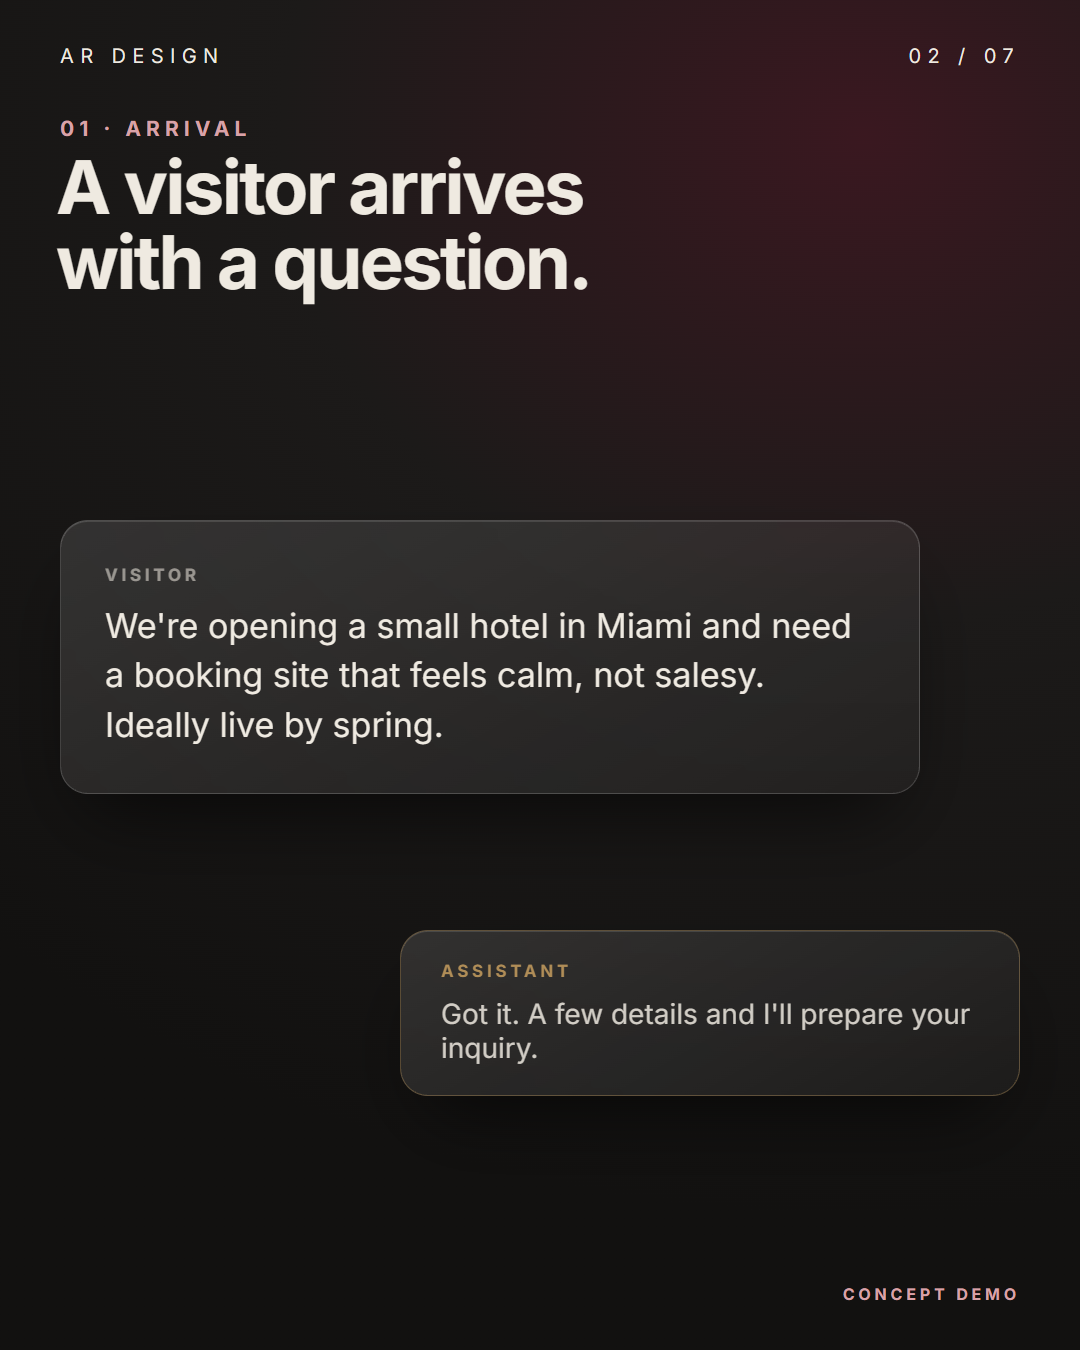 AR DESIGN
02 / 07
01 · ARRIVAL
A visitor arrives
with a question.
VISITOR
We're opening a small hotel in Miami and need
a booking site that feels calm, not salesy.
Ideally live by spring.
ASSISTANT
Got it. A few details and I'll prepare your
inquiry.
CONCEPT DEMO